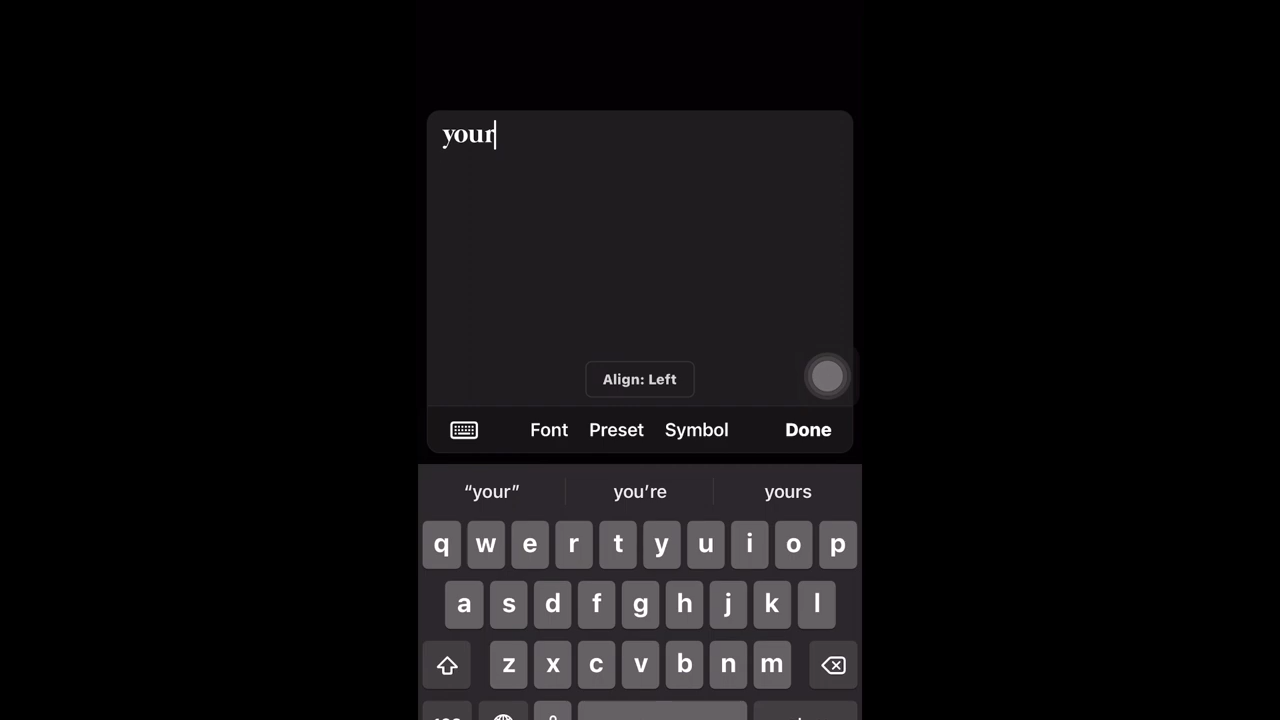 your
Align: Left
Font Preset Symbol Done
“your” you’re yours
q w e r t y u i o p
a s d f g h j k l
z x c v b n m